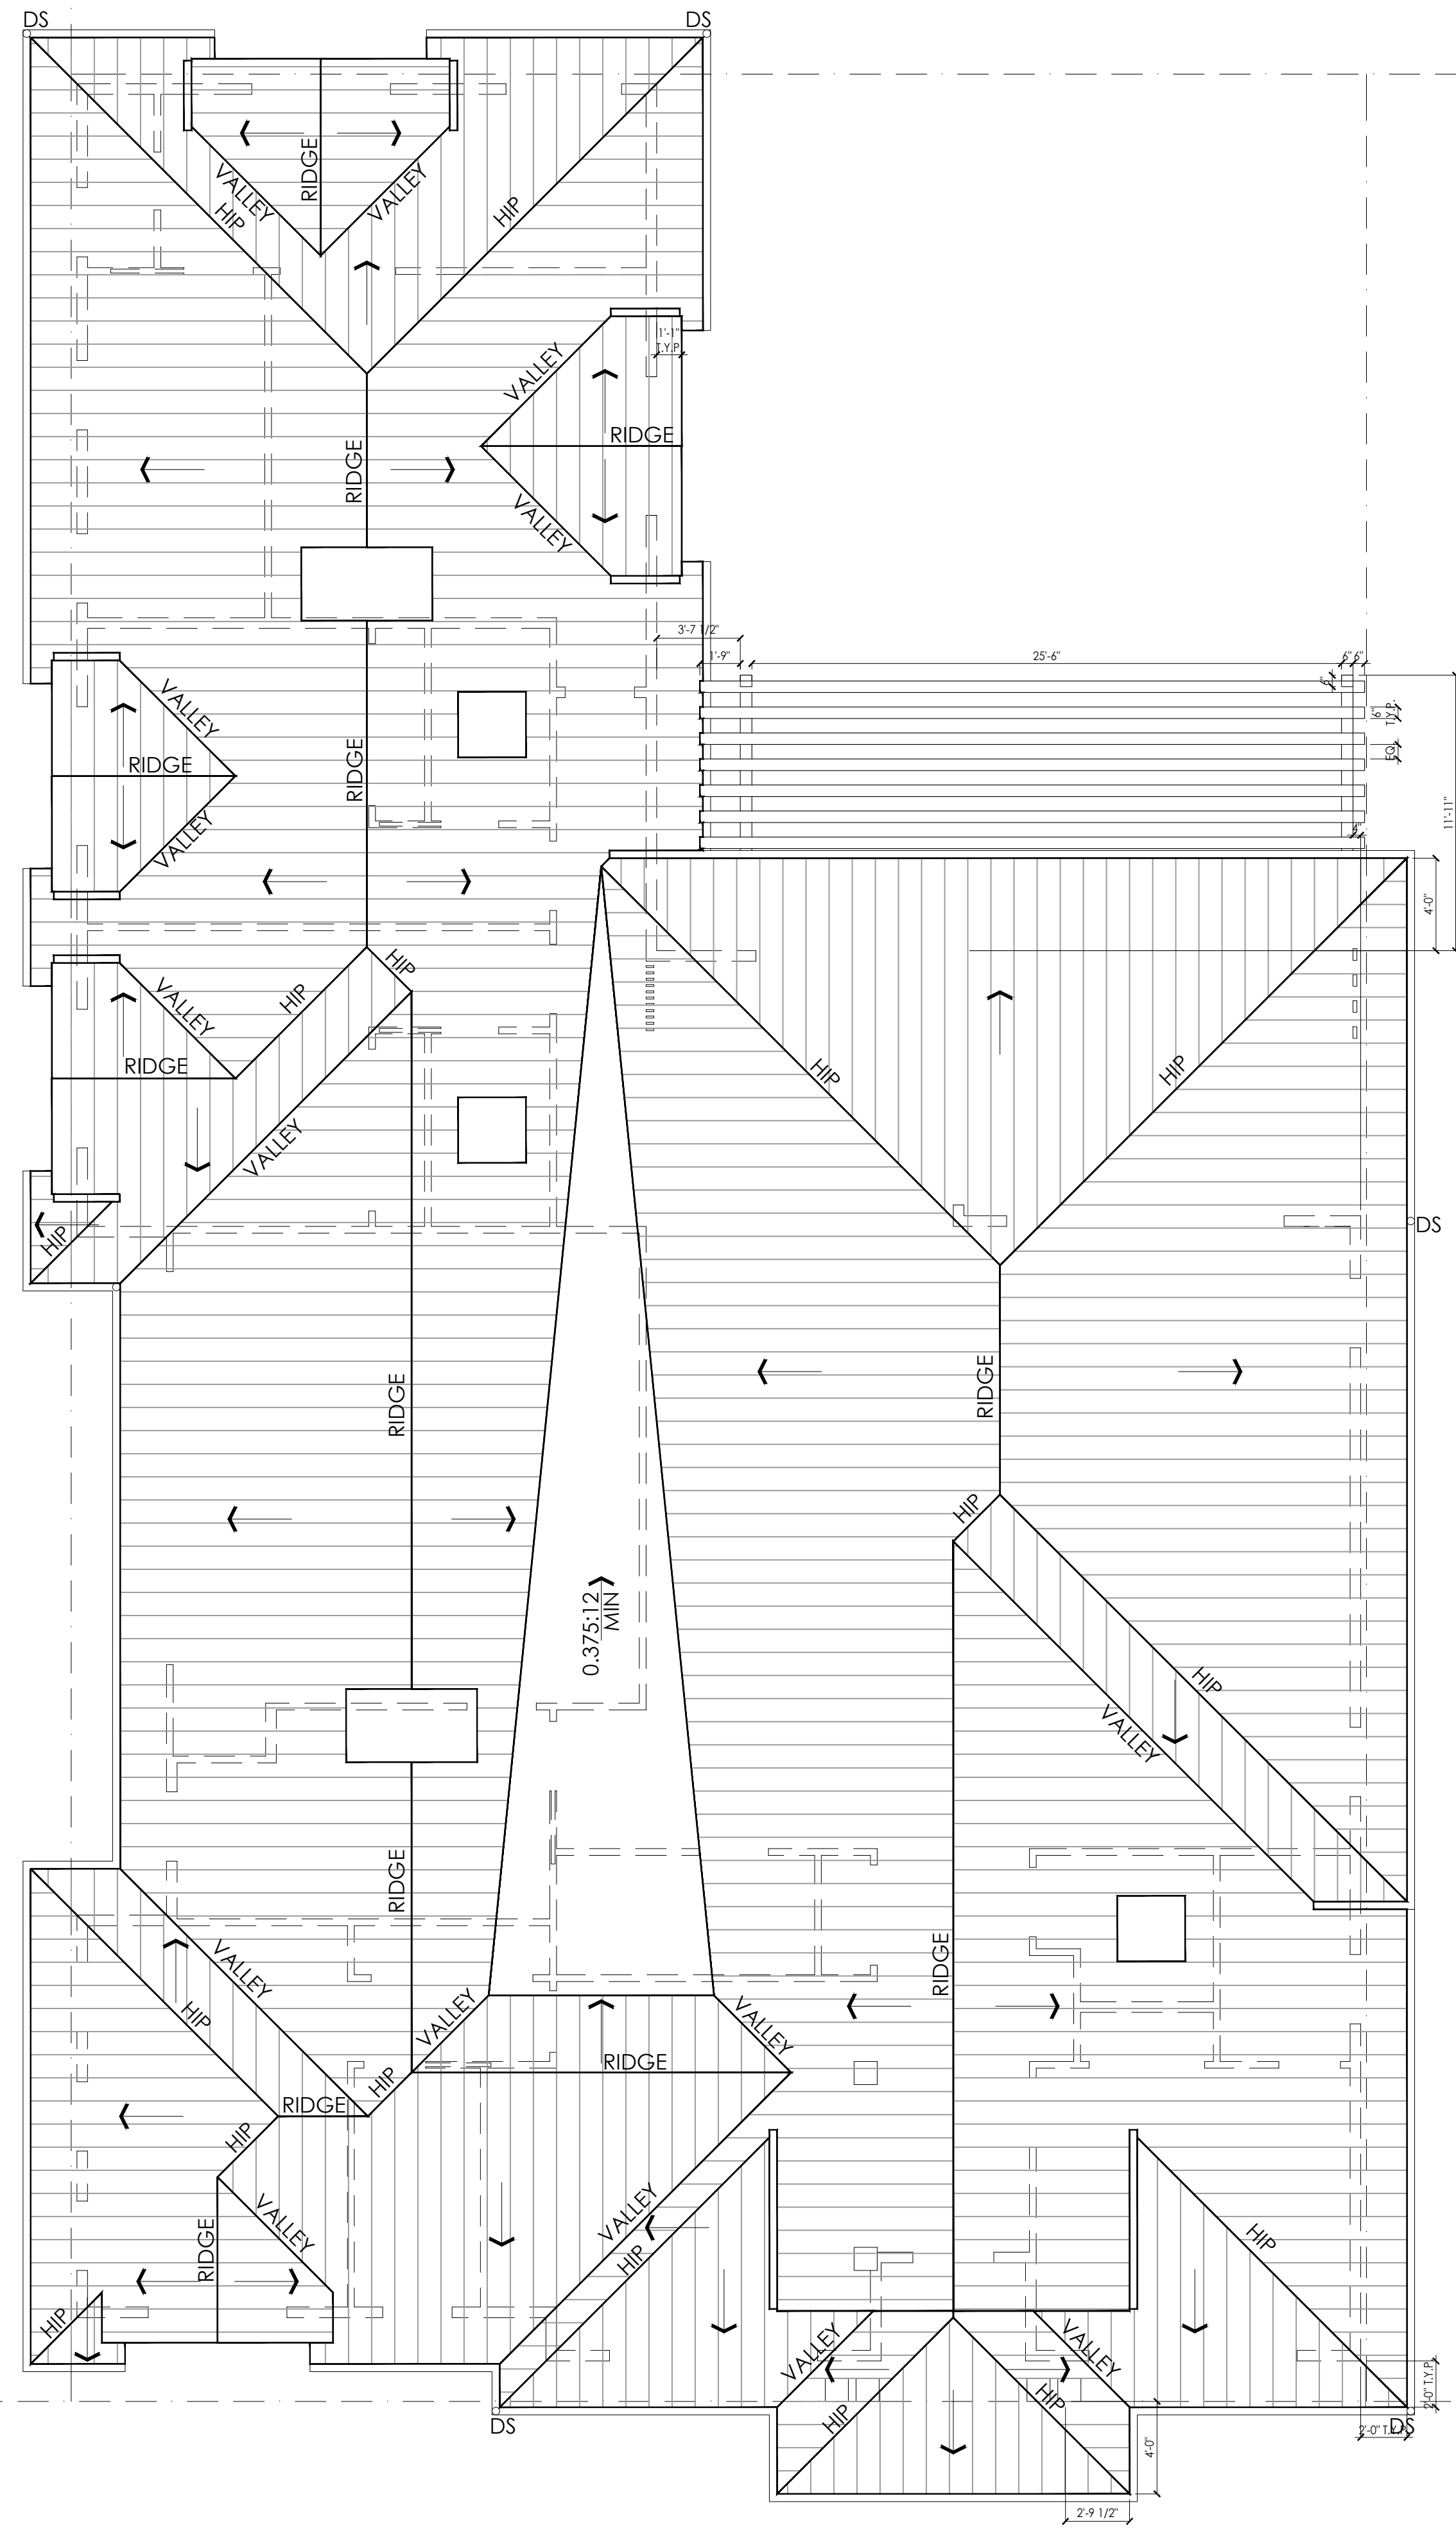 DS
DS
RIDGE
VALLEY
VALLEY
HIP
HIP
1'-1"
T.Y.P.
VALLEY
RIDGE
RIDGE
VALLEY
3'-7 1/2"
1'-9"
25'-6"
6"
6"
6"
6"
T.Y.P.
VALLEY
RIDGE
RIDGE
EQ
11'-11"
4"
VALLEY
4'-0"
HIP
VALLEY
HIP
RIDGE
HIP
HIP
VALLEY
DS
HIP
RIDGE
RIDGE
HIP
0.375:12
MIN
HIP
VALLEY
RIDGE
RIDGE
VALLEY
HIP
VALLEY
VALLEY
RIDGE
HIP
RIDGE
HIP
VALLEY
VALLEY
HIP
RIDGE
HIP
HIP
VALLEY
VALLEY
2'-0" T.Y.P.
HIP
HIP
DS
DS
2'-0" T.Y.P.
4'-0"
2'-9 1/2"